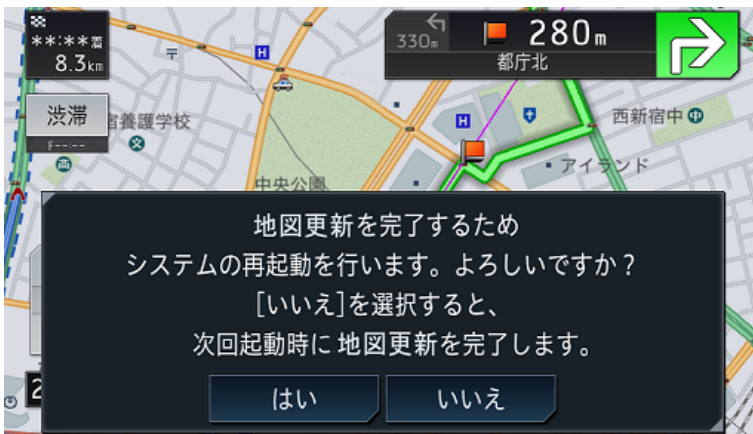 **:**着
8.3km
330m
280m
都庁北
渋滞
宿養護学校
文
高
〒
H
H
西新宿中
中
アイランド
中央公園
地図更新を完了するため
システムの再起動を行います。よろしいですか？
[いいえ]を選択すると、
次回起動時に地図更新を完了します。
はい
いいえ